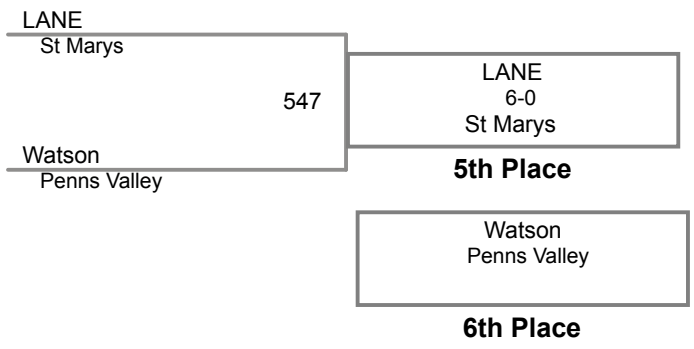 LANE
St Marys
547
Watson
Penns Valley
LANE
6-0
St Marys
5th Place
Watson
Penns Valley
6th Place